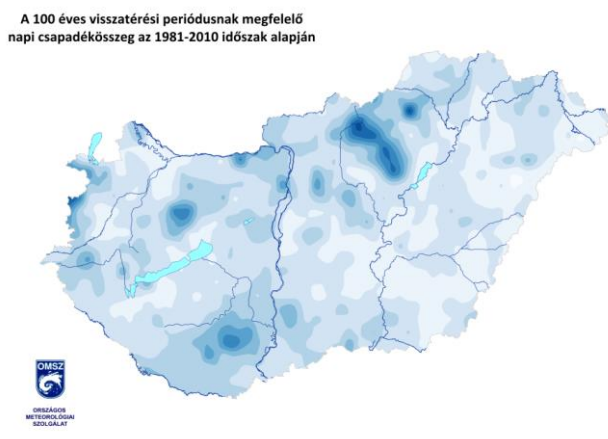 A 100 éves visszatérési periódusnak megfelelő
napi csapadékösszeg az 1981-2010 időszak alapján
OMSZ
ORSZÁGOS
METEOROLÓGIAI
SZOLGÁLAT